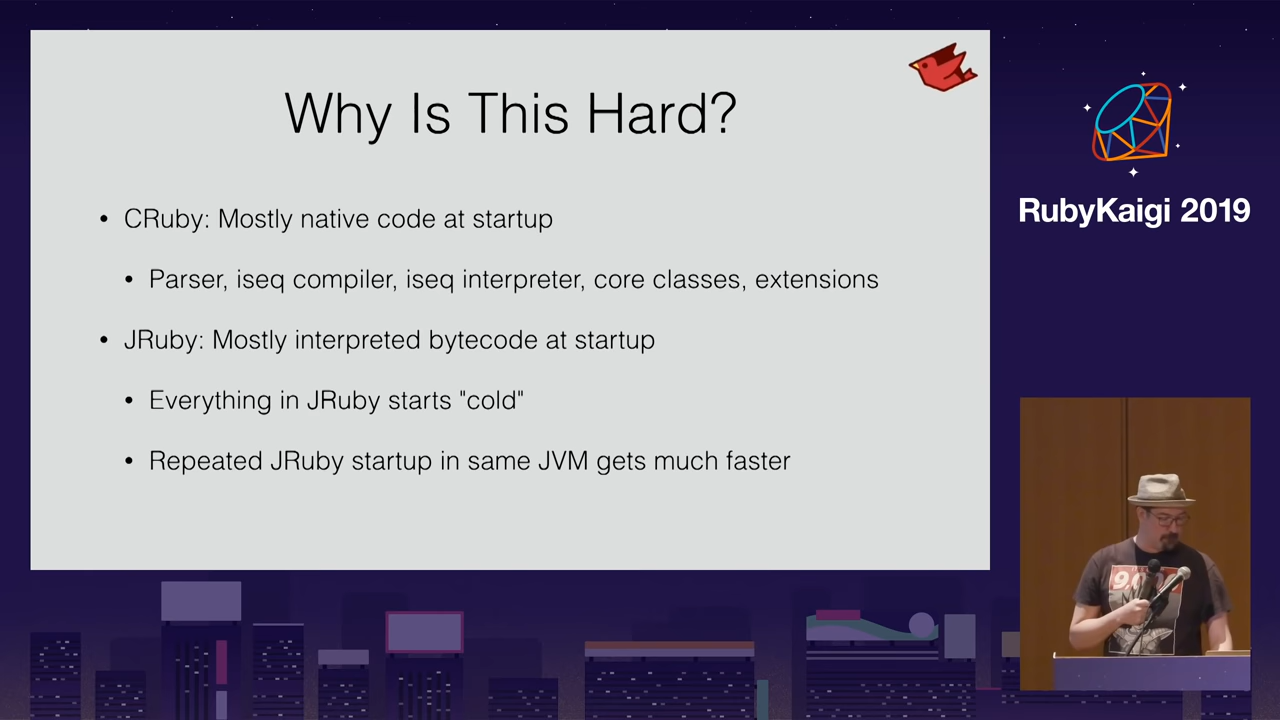 Why Is This Hard?
• CRuby: Mostly native code at startup
• Parser, iseq compiler, iseq interpreter, core classes, extensions
• JRuby: Mostly interpreted bytecode at startup
• Everything in JRuby starts "cold"
• Repeated JRuby startup in same JVM gets much faster
RubyKaigi 2019